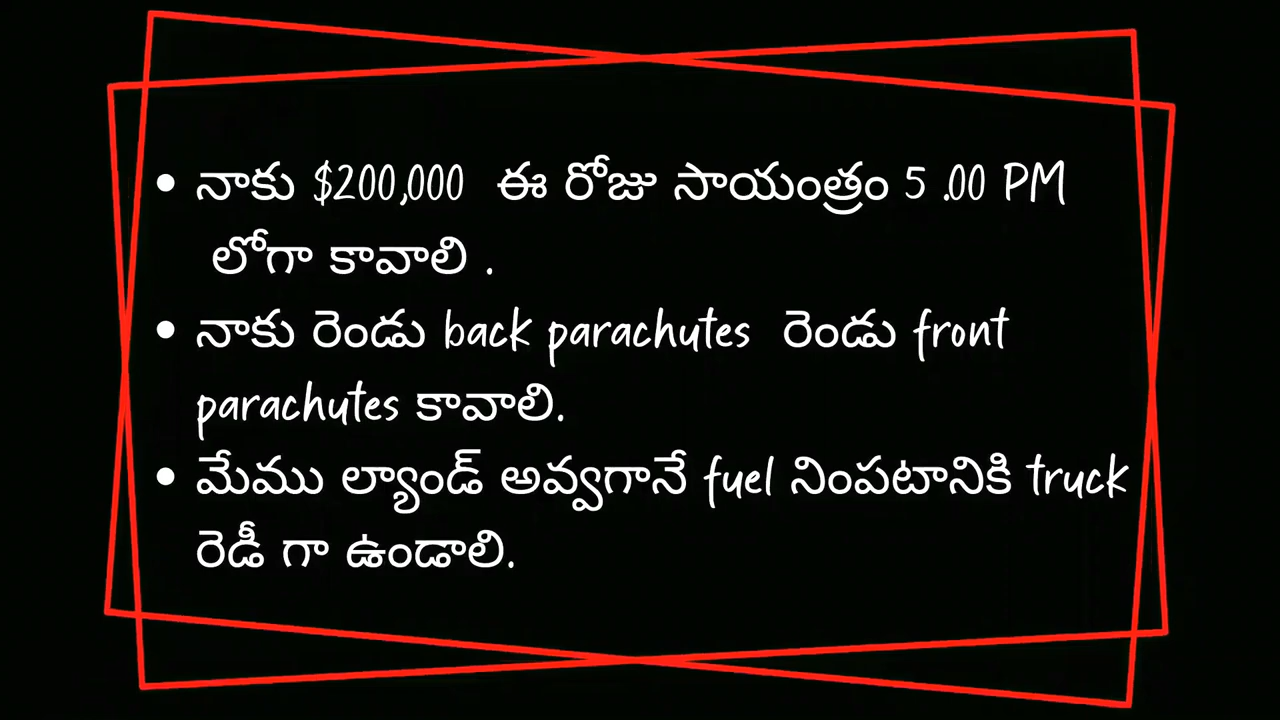 • నాకు $200,000 ఈ రోజు సాయంత్రం 5 .00 PM
లోగా కావాలి .
• నాకు రెండు back parachutes రెండు front
parachutes కావాలి.
• మేము ల్యాండ్ అవ్వగానే fuel నింపటానికి truck
రెడీ గా ఉండాలి.